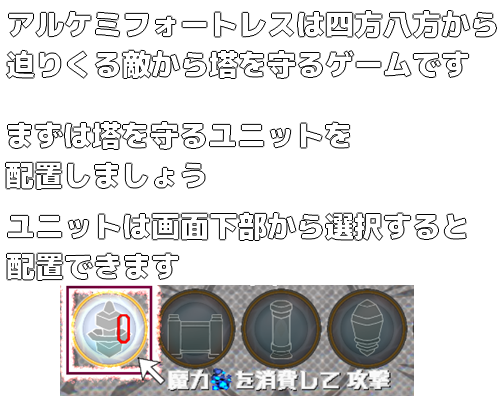 アルケミフォートレスは四方八方から
迫りくる敵から塔を守るゲームです
まずは塔を守るユニットを
配置しましょう
ユニットは画面下部から選択すると
配置できます
0
魔力を消費して攻撃